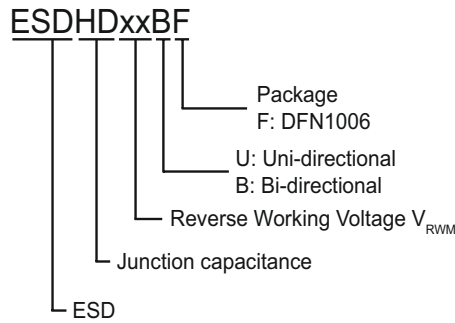 ESDHDxxBF
Package
F: DFN1006
U: Uni-directional
B: Bi-directional
Reverse Working Voltage VRWM
Junction capacitance
ESD